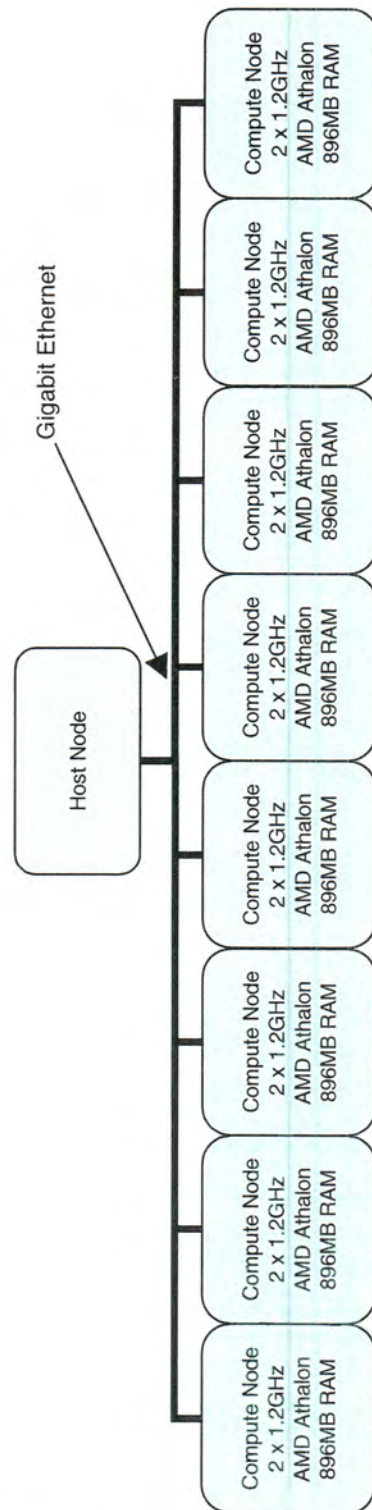 Gigabit Ethernet
Host Node
Compute Node
2 x 1.2GHz
AMD Athalon
896MB RAM
Compute Node
2 x 1.2GHz
AMD Athalon
896MB RAM
Compute Node
2 x 1.2GHz
AMD Athalon
896MB RAM
Compute Node
2 x 1.2GHz
AMD Athalon
896MB RAM
Compute Node
2 x 1.2GHz
AMD Athalon
896MB RAM
Compute Node
2 x 1.2GHz
AMD Athalon
896MB RAM
Compute Node
2 x 1.2GHz
AMD Athalon
896MB RAM
Compute Node
2 x 1.2GHz
AMD Athalon
896MB RAM